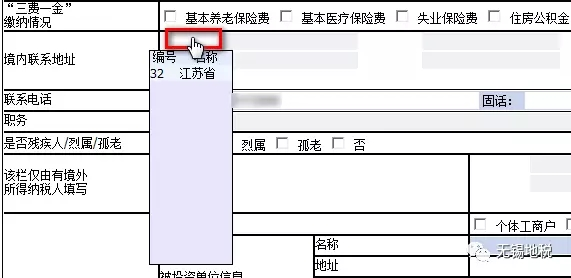 “三费一金”
缴纳情况
基本养老保险费 基本医疗保险费 失业保险费 住房公积金
编号 名称
32 江苏省
境内联系地址
联系电话
固话：
职务
是否残疾人/烈属/孤老
烈属 孤老 否
该栏仅由有境外
所得纳税人填写
个体工商户
名称
地址
被投资单位信息
无锡地税